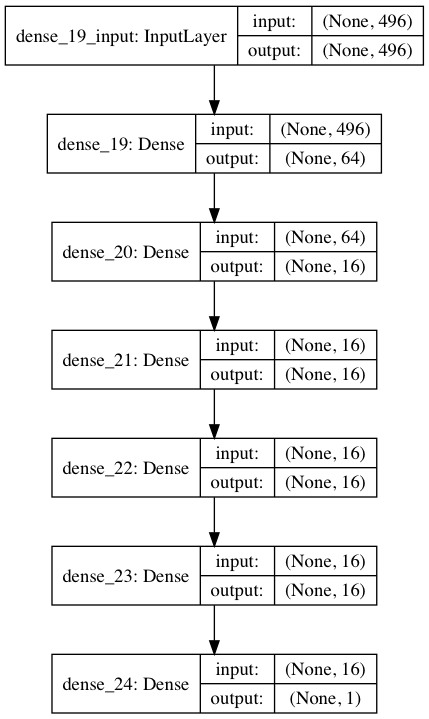 dense_19_input: InputLayer
input: (None, 496)
output: (None, 496)
dense_19: Dense
input: (None, 496)
output: (None, 64)
dense_20: Dense
input: (None, 64)
output: (None, 16)
dense_21: Dense
input: (None, 16)
output: (None, 16)
dense_22: Dense
input: (None, 16)
output: (None, 16)
dense_23: Dense
input: (None, 16)
output: (None, 16)
dense_24: Dense
input: (None, 16)
output: (None, 1)